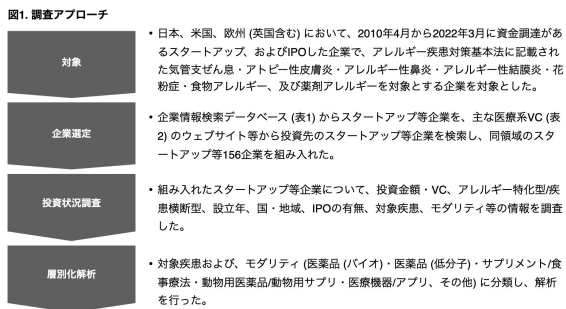 図1. 調査アプローチ
対象
• 日本、米国、欧州 (英国含む) において、2010年4月から2022年3月に資金調達が
あるスタートアップ、およびIPOした企業で、アレルギー疾患対策基本法に記載され
た気管支ぜん息・アトピー性皮膚炎・アレルギー性鼻炎・アレルギー性結膜炎・花
粉症・食物アレルギー、及び薬剤アレルギーを対象とする企業を対象とした。
企業選定
• 企業情報検索データベース (表1) からスタートアップ等企業を、主な医療系VC (表
2) のウェブサイト等から投資先のスタートアップ等企業を検索し、同領域のスタ
ートアップ等156企業を組み入れた。
投資状況調査
• 組み入れたスタートアップ等企業について、投資金額・VC、アレルギー特化型/疾
患横断型、設立年、国・地域、IPOの有無、対象疾患、モダリティ等の情報を調査
した。
層別化解析
• 対象疾患および、モダリティ (医薬品 (バイオ)・医薬品 (低分子)・サプリメント/食
事療法・動物用医薬品/動物用サプリ・医療機器/アプリ、その他) に分類し、解析
を行った。